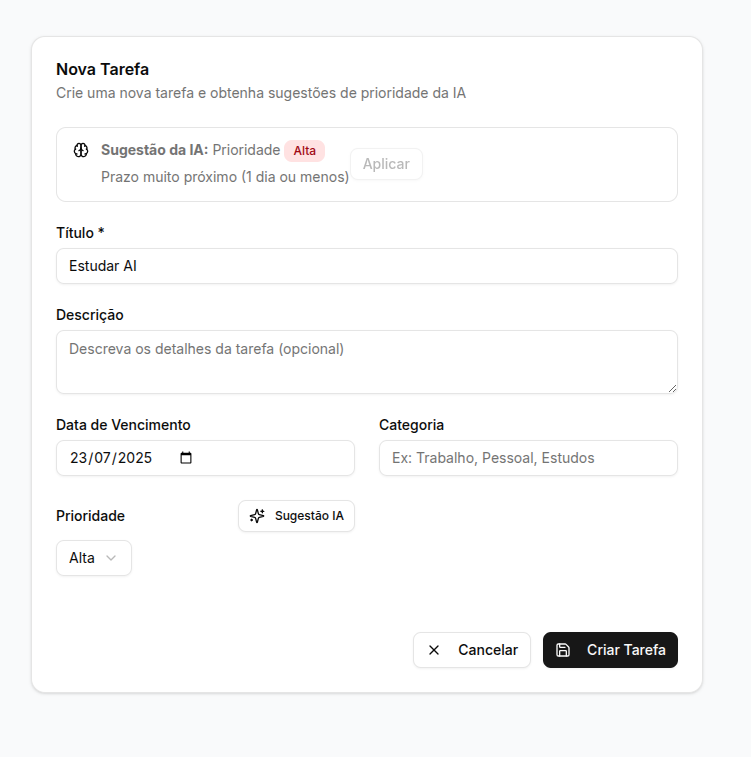 Nova Tarefa
Crie uma nova tarefa e obtenha sugestões de prioridade da IA
Sugestão da IA: Prioridade Alta
Prazo muito próximo (1 dia ou menos)
Aplicar
Título *
Estudar AI
Descrição
Descreva os detalhes da tarefa (opcional)
Data de Vencimento
23/07/2025
Categoria
Ex: Trabalho, Pessoal, Estudos
Prioridade
Sugestão IA
Alta
Cancelar
Criar Tarefa